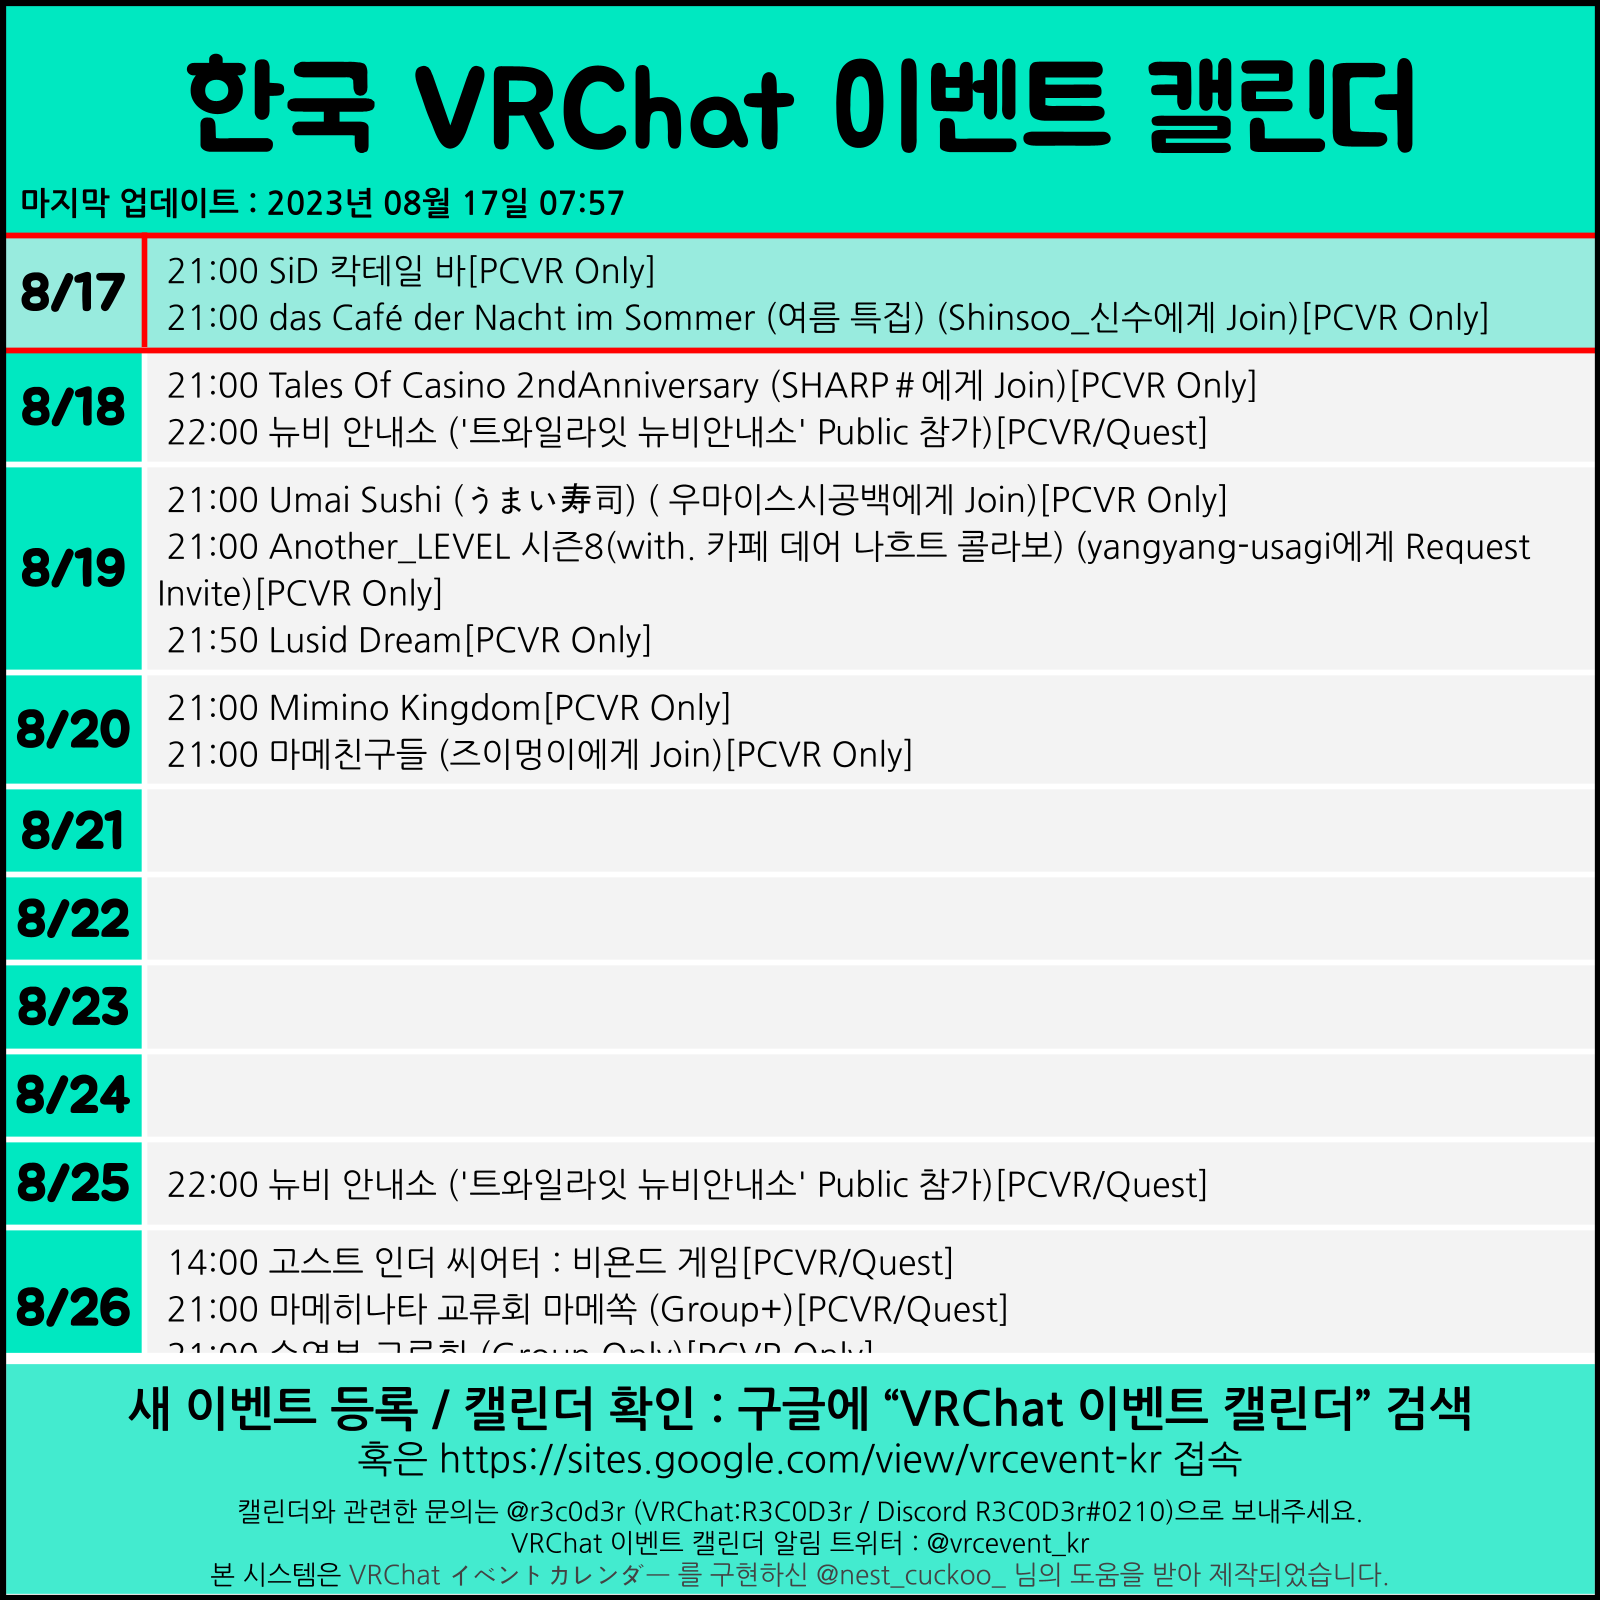 한국 VRChat 이벤트 캘린더
마지막 업데이트 : 2023년 08월 17일 07:57
8/17
21:00 SiD 칵테일 바[PCVR Only]
21:00 das Café der Nacht im Sommer (여름 특집) (Shinsoo_신수에게 Join)[PCVR Only]
8/18
21:00 Tales Of Casino 2ndAnniversary (SHARP#에게 Join)[PCVR Only]
22:00 뉴비 안내소 ('트와일라잇 뉴비안내소' Public 참가)[PCVR/Quest]
8/19
21:00 Umai Sushi (うまい寿司) ( 우마이스시공백에게 Join)[PCVR Only]
21:00 Another_LEVEL 시즌8(with. 카페 데어 나흐트 콜라보) (yangyang-usagi에게 Request
Invite)[PCVR Only]
21:50 Lusid Dream[PCVR Only]
8/20
21:00 Mimino Kingdom[PCVR Only]
21:00 마메친구들 (즈이멍이에게 Join)[PCVR Only]
8/21
8/22
8/23
8/24
8/25
22:00 뉴비 안내소 ('트와일라잇 뉴비안내소' Public 참가)[PCVR/Quest]
8/26
14:00 고스트 인더 씨어터 : 비욘드 게임[PCVR/Quest]
21:00 마메히나타 교류회 마메쏙 (Group+)[PCVR/Quest]
21:00 (Group Only)[PCVR Only]
새 이벤트 등록 / 캘린더 확인 : 구글에 “VRChat 이벤트 캘린더” 검색
혹은 https://sites.google.com/view/vrcevent-kr 접속
캘린더와 관련한 문의는 @r3c0d3r (VRChat:R3C0D3r / Discord R3C0D3r#0210)으로 보내주세요.
VRChat 이벤트 캘린더 알림 트위터 : @vrcevent_kr
본 시스템은 VRChat イベントカレンダー 를 구현하신 @nest_cuckoo_ 님의 도움을 받아 제작되었습니다.